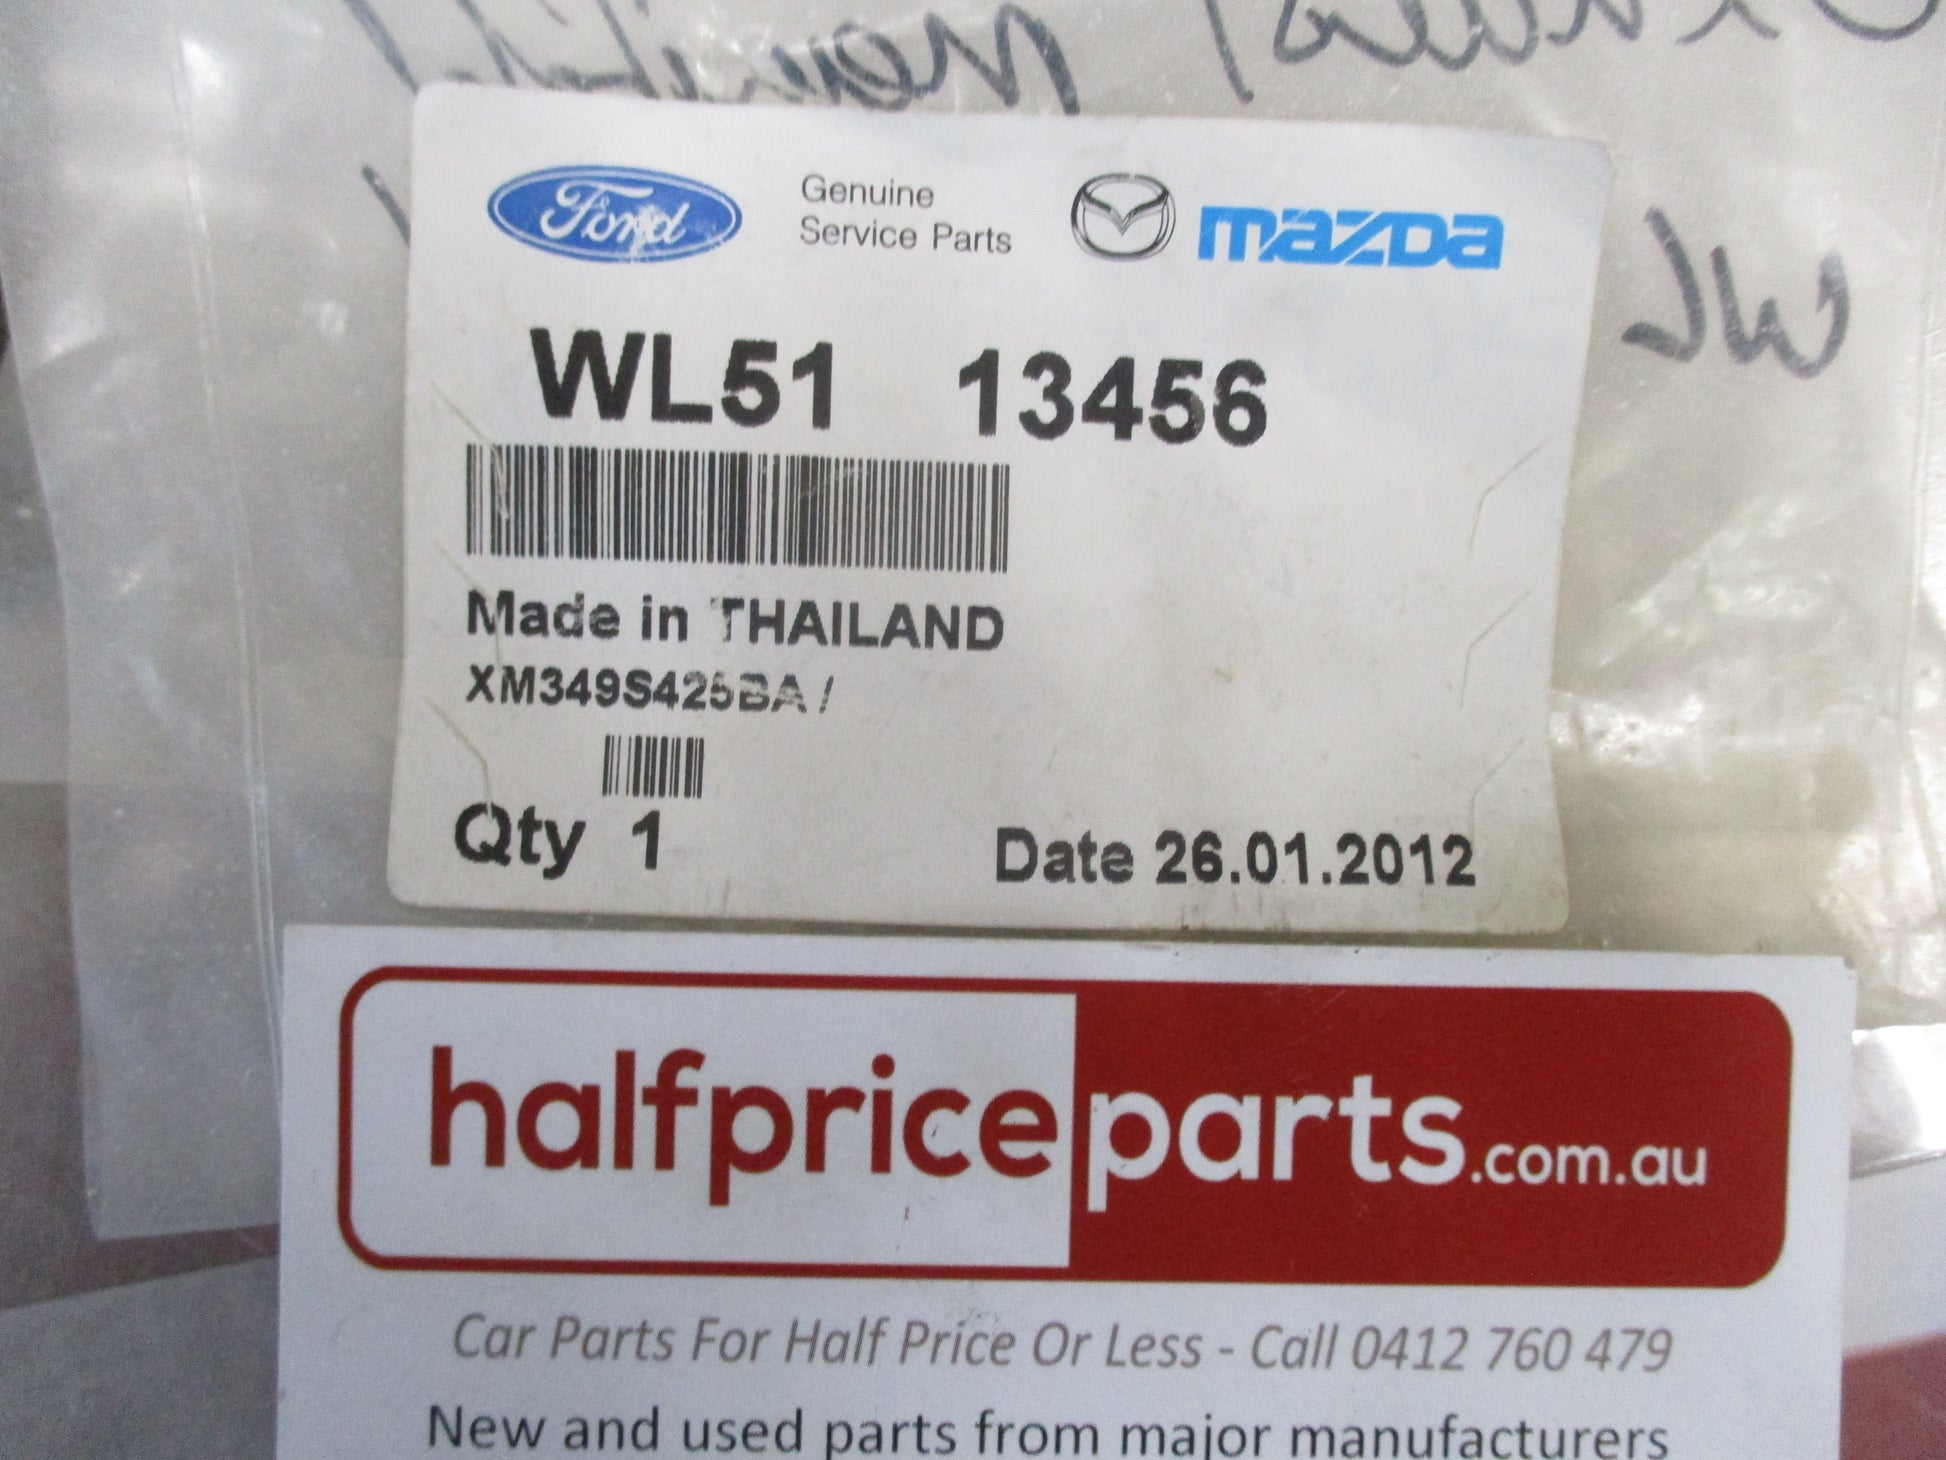 Ford
Genuine
Service Parts
mazda
WL51 13456
Made in THAILAND
XM349S425BA /
Qty 1
Date 26.01.2012
halfpriceparts.com.au
Car Parts For Half Price Or Less - Call 0412 760 479
New and used parts from major manufacturers